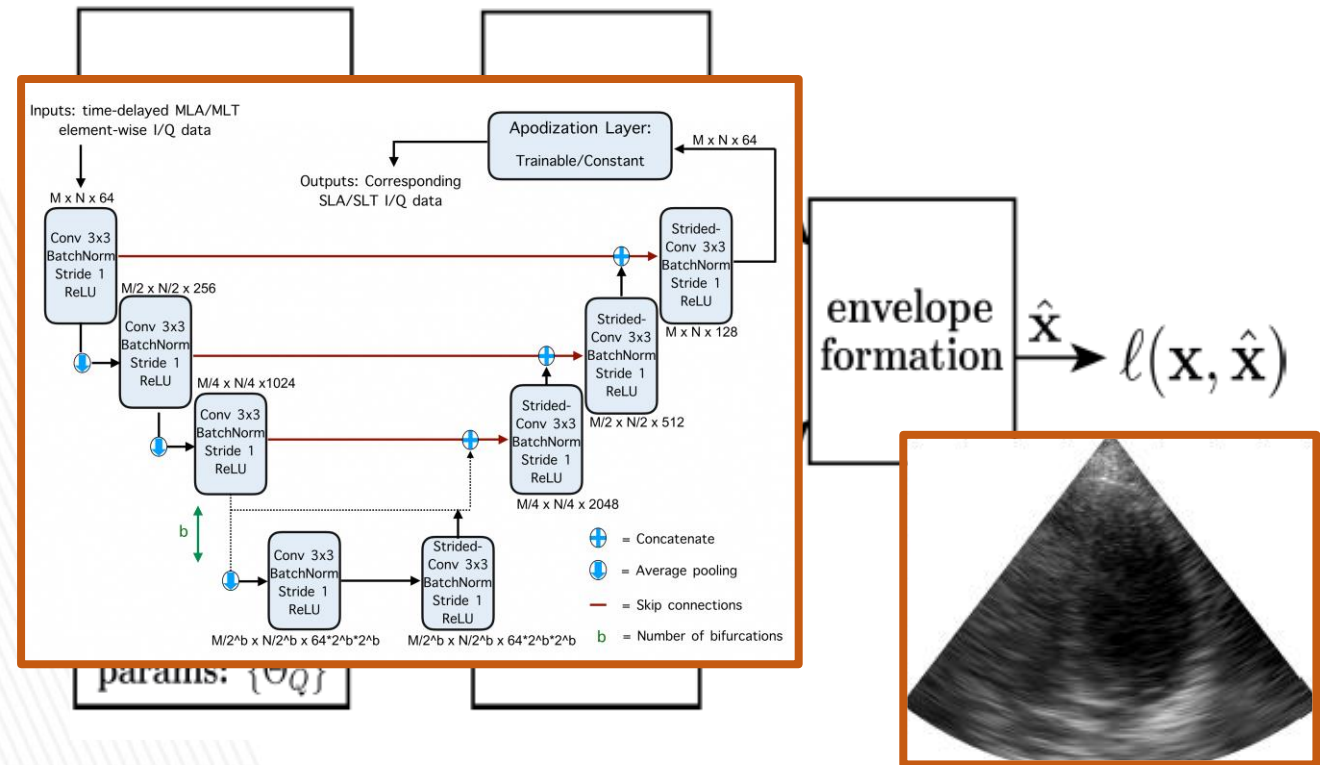 Inputs: time-delayed MLA/MLT
element-wise I/Q data
M x N x 64
Conv 3x3
BatchNorm
Stride 1
ReLU
M/2 x N/2 x 256
Conv 3x3
BatchNorm
Stride 1
ReLU
M/4 x N/4 x1024
Conv 3x3
BatchNorm
Stride 1
ReLU
b
Conv 3x3
BatchNorm
Stride 1
ReLU
M/2^b x N/2^b x 64*2^b*2^b
Strided-
Conv 3x3
BatchNorm
Stride 1
ReLU
M/2^b x N/2^b x 64*2^b*2^b
Strided-
Conv 3x3
BatchNorm
Stride 1
ReLU
M/4 x N/4 x 2048
Strided-
Conv 3x3
BatchNorm
Stride 1
ReLU
M/2 x N/2 x 512
Strided-
Conv 3x3
BatchNorm
Stride 1
ReLU
M x N x 128
M x N x 64
Apodization Layer:
Trainable/Constant
Outputs: Corresponding
SLA/SLT I/Q data
= Concatenate
= Average pooling
= Skip connections
b = Number of bifurcations
params: {Θ_Q}
envelope
formation
x̂
ℓ(x, x̂)